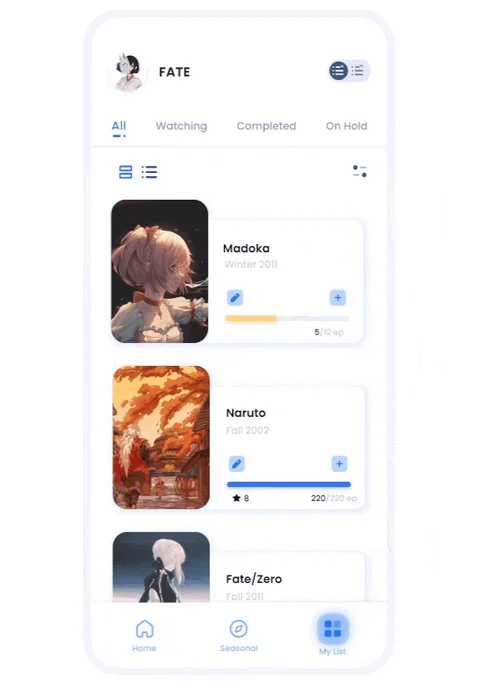 FATE
All Watching Completed On Hold
Madoka
Winter 2011
5/12 ep
Naruto
Fall 2002
8 220/220 ep
Fate/Zero
Fall 2011
Home Seasonal My List